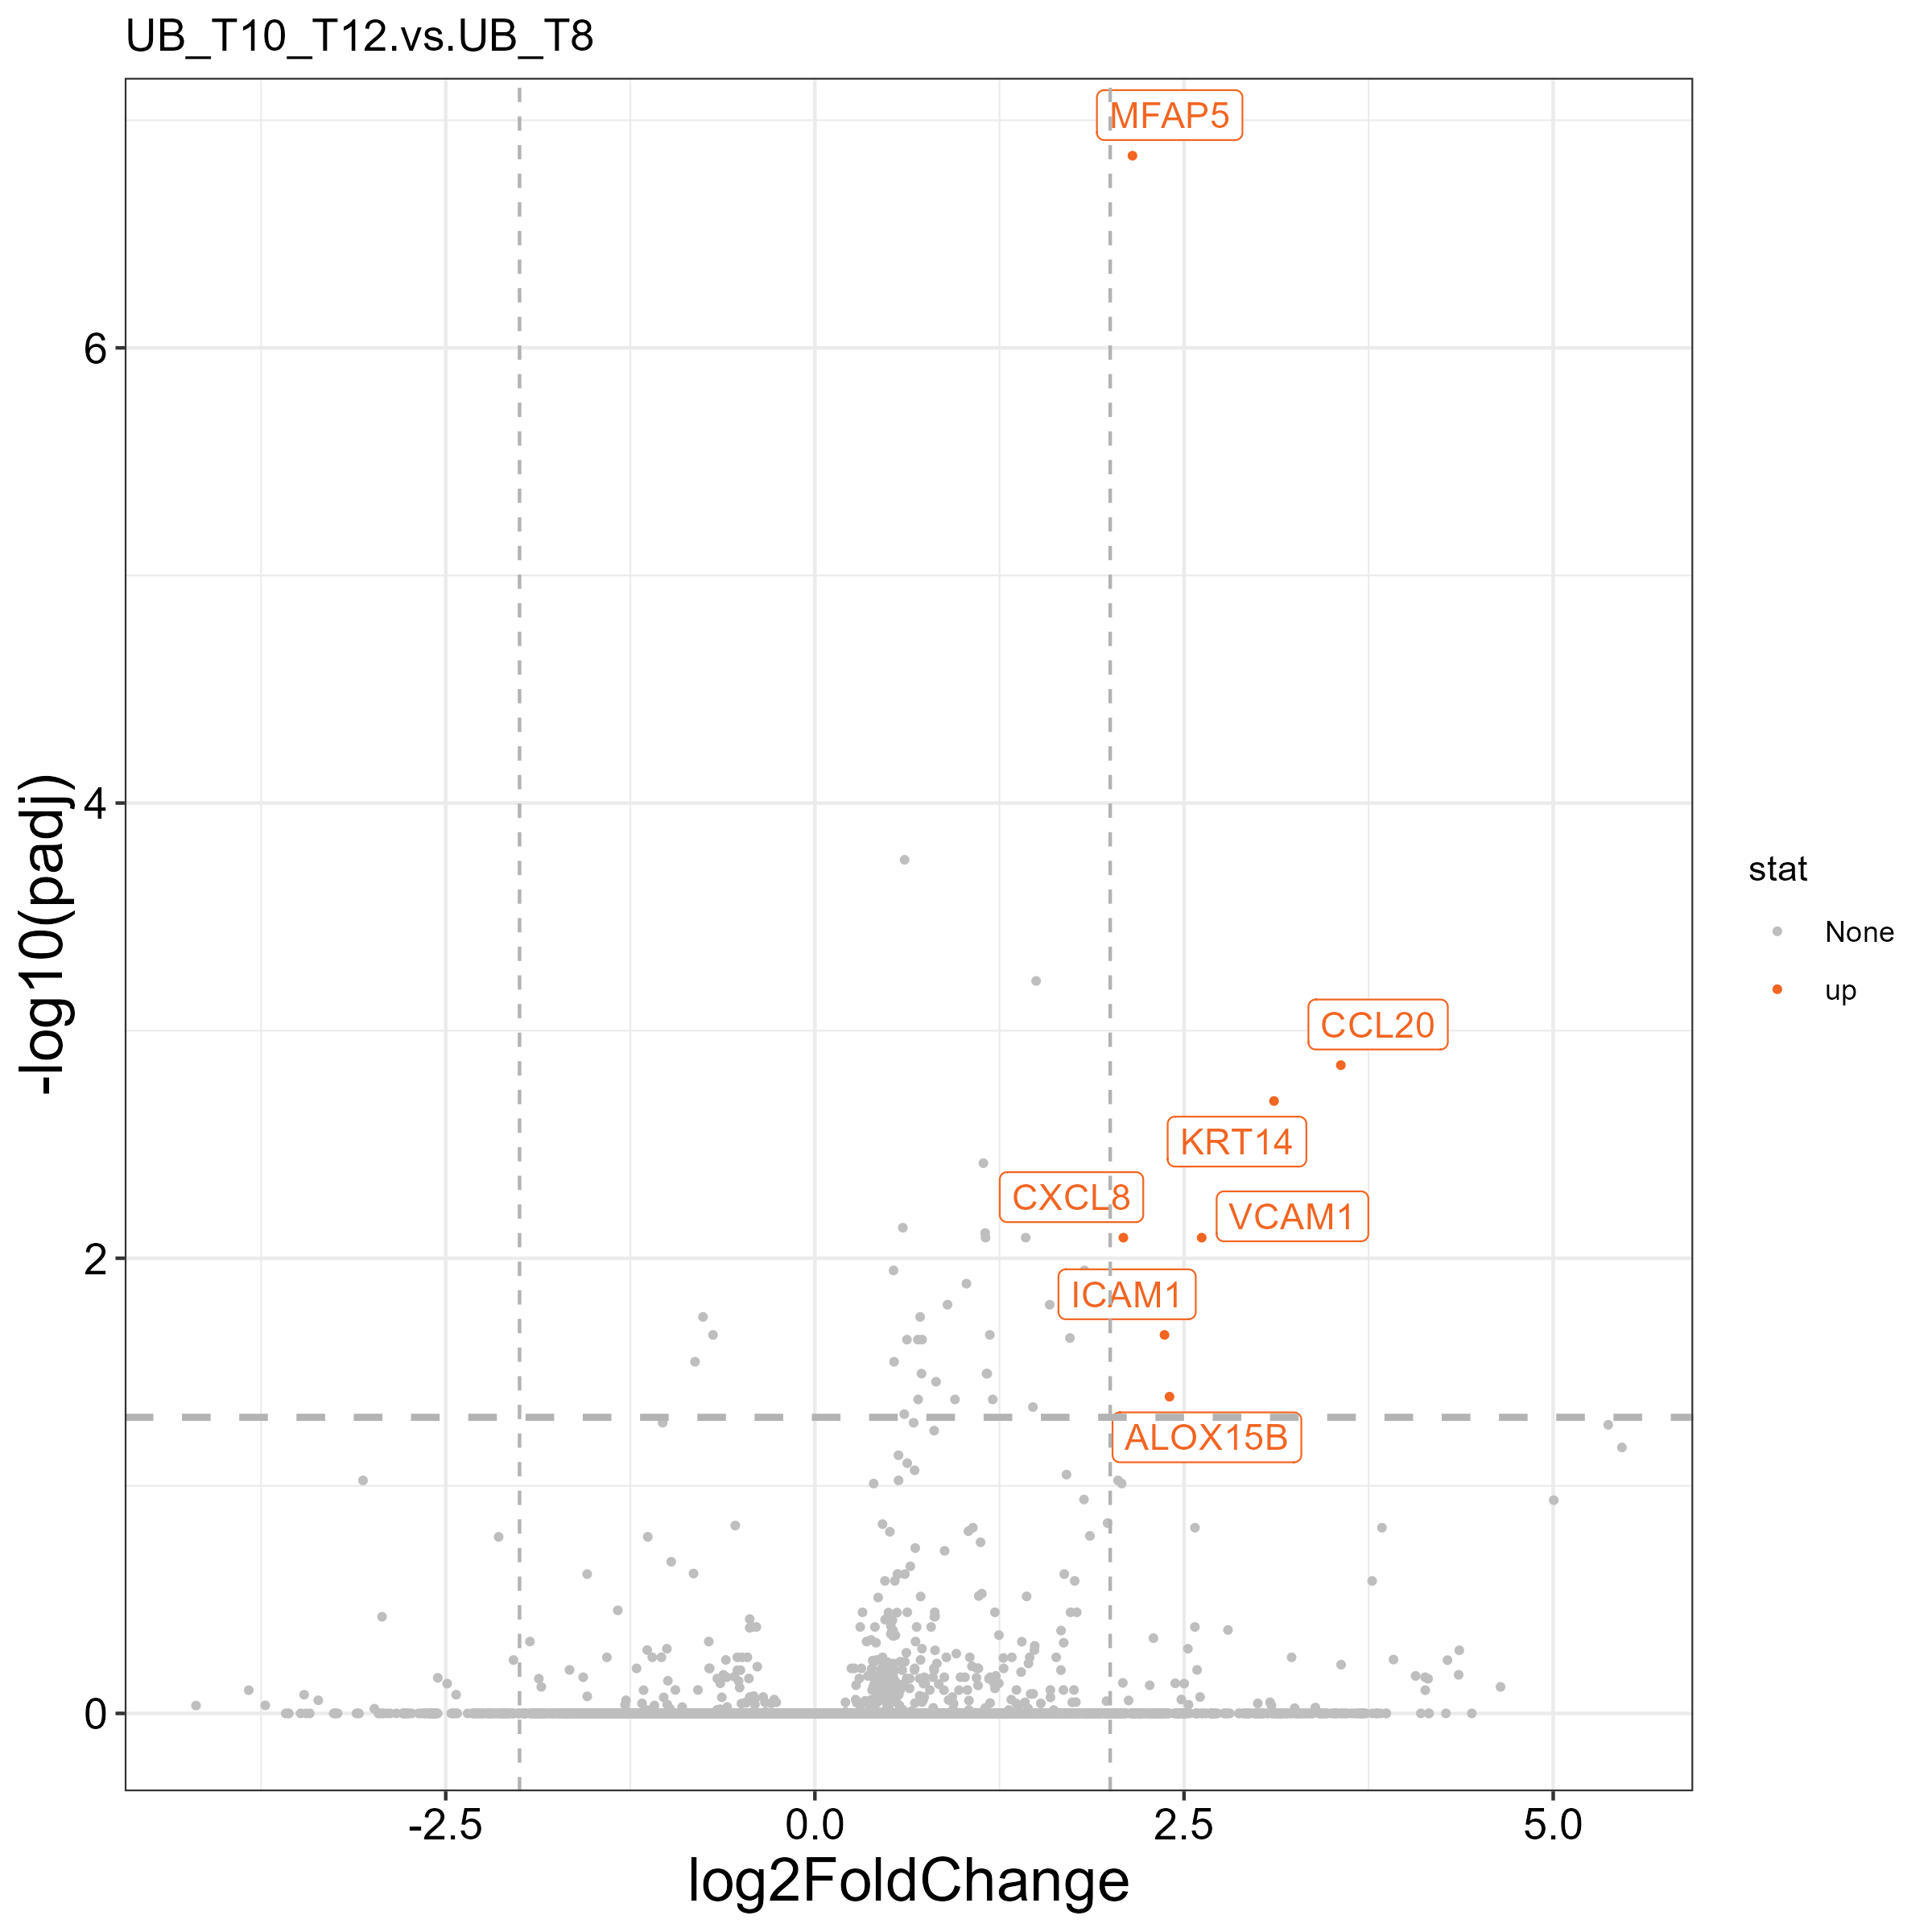 UB_T10_T12.vs.UB_T8
MFAP5
6
4
CCL20
KRT14
CXCL8
VCAM1
2
ICAM1
ALOX15B
0
-2.5 0.0 2.5 5.0
log2FoldChange
-log10(padj)
stat
None
up